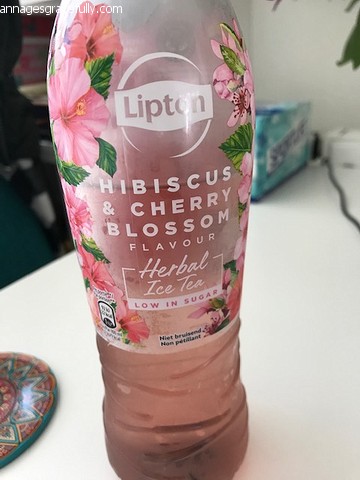 annagesgracefully.com
Lipton
HIBISCUS
& CHERRY
BLOSSOM
FLAVOUR
Herbal
Ice Tea
LOW IN SUGAR
Niet bruisend
Non pétillant